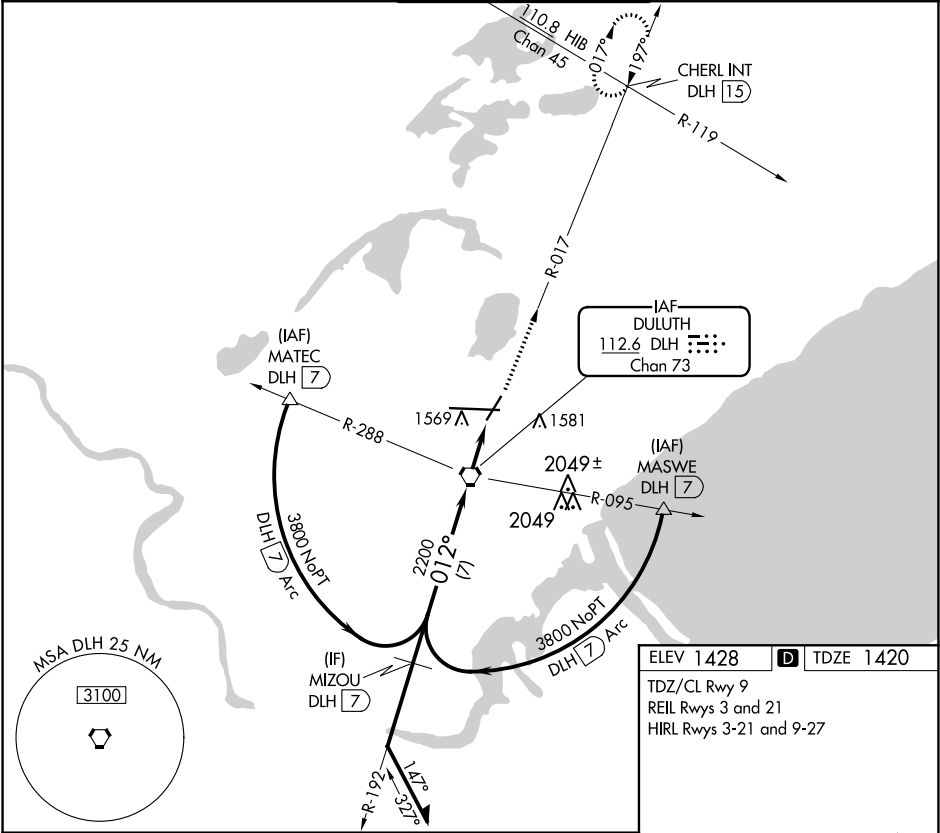 110.8 HIB
Chan 45
017°
197°
CHERL INT
DLH 15
R-119
R-017
IAF
DULUTH
112.6 DLH
Chan 73
(IAF)
MATEC
DLH 7
R-288
1569
1581
2049±
2049
R-095
(IAF)
MASWE
DLH 7
3800 NoPT
DLH 7 Arc
2200
012°
(7)
3800 NoPT
DLH 7 Arc
(IF)
MIZOU
DLH 7
147°
327°
R-192
MSA DLH 25 NM
3100
ELEV 1428 D TDZE 1420
TDZ/CL Rwy 9
REIL Rwys 3 and 21
HIRL Rwys 3-21 and 9-27